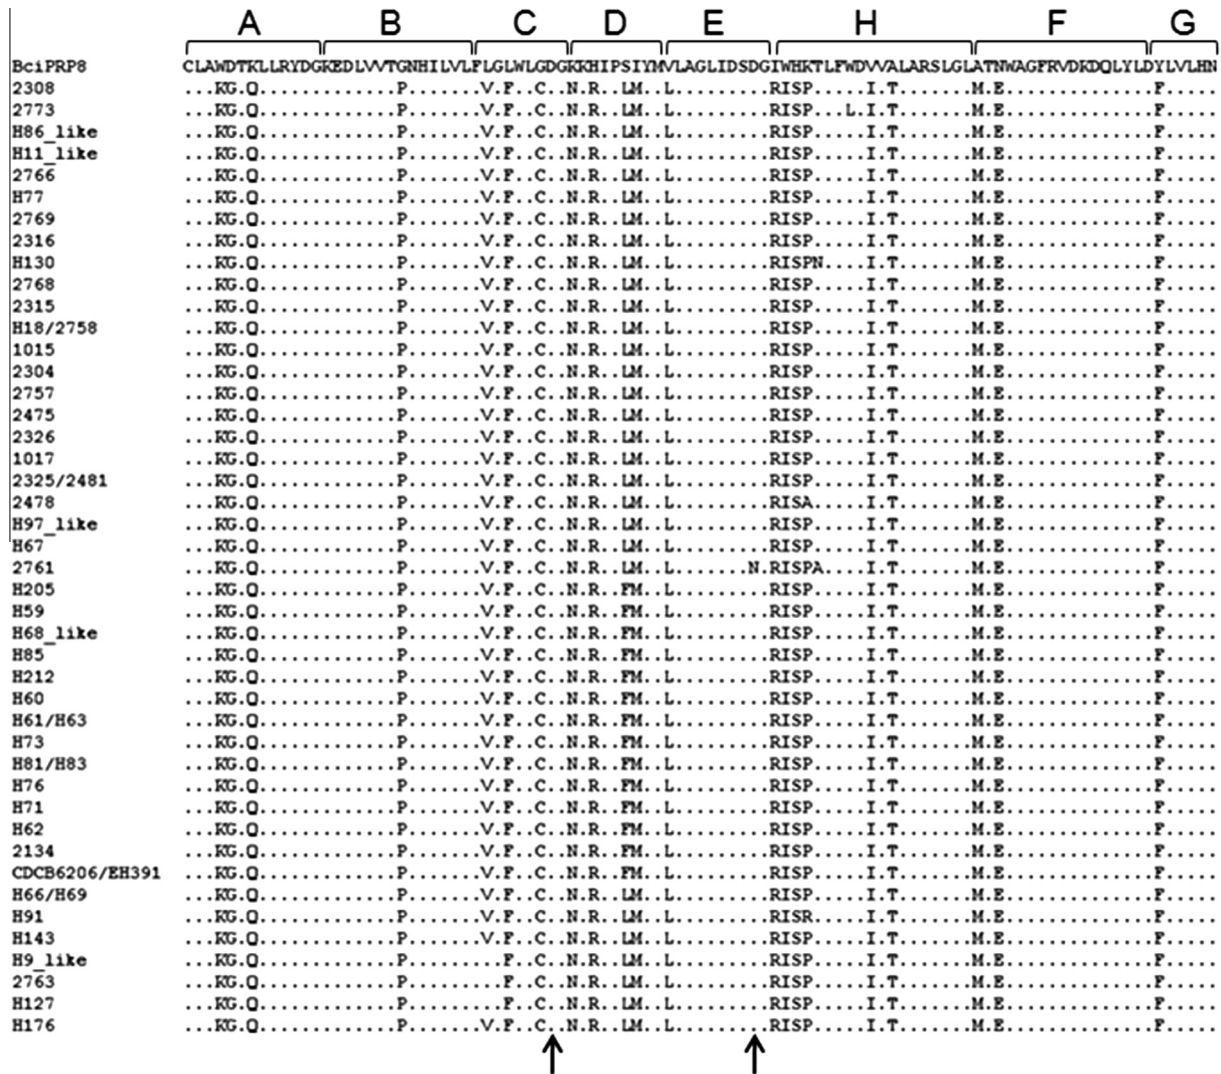 A B C D E H F G
BciPRP8 CLAWDTKLLRYDGKEDLVVTGNHILVLFLGLWLGDGKKHIPSIYMVLAGLIDSDGIWHKTLFWDVVALARSLGLATNWAGFRVDKDQLYLDYLVLHN
2308 ...KG.Q.............P.......V.F..C..N.R..LM..L.........RISP.....I.T.......M.E..............F.....
2773 ...KG.Q.............P.......V.F..C..N.R..LM..L.........RISP...L.I.T.......M.E..............F.....
H86_like ...KG.Q.............P.......V.F..C..N.R..LM..L.........RISP.....I.T.......M.E..............F.....
H11_like ...KG.Q.............P.......V.F..C..N.R..LM..L.........RISP.....I.T.......M.E..............F.....
2766 ...KG.Q.............P.......V.F..C..N.R..LM..L.........RISP.....I.T.......M.E..............F.....
H77 ...KG.Q.............P.......V.F..C..N.R..LM..L.........RISP.....I.T.......M.E..............F.....
2769 ...KG.Q.............P.......V.F..C..N.R..LM..L.........RISP.....I.T.......M.E..............F.....
2316 ...KG.Q.............P.......V.F..C..N.R..LM..L.........RISP.....I.T.......M.E..............F.....
H130 ...KG.Q.............P.......V.F..C..N.R..LM..L.........RISPN....I.T.......M.E..............F.....
2768 ...KG.Q.............P.......V.F..C..N.R..LM..L.........RISP.....I.T.......M.E..............F.....
2315 ...KG.Q.............P.......V.F..C..N.R..LM..L.........RISP.....I.T.......M.E..............F.....
H18/2758 ...KG.Q.............P.......V.F..C..N.R..LM..L.........RISP.....I.T.......M.E..............F.....
1015 ...KG.Q.............P.......V.F..C..N.R..LM..L.........RISP.....I.T.......M.E..............F.....
2304 ...KG.Q.............P.......V.F..C..N.R..LM..L.........RISP.....I.T.......M.E..............F.....
2757 ...KG.Q.............P.......V.F..C..N.R..LM..L.........RISP.....I.T.......M.E..............F.....
2475 ...KG.Q.............P.......V.F..C..N.R..LM..L.........RISP.....I.T.......M.E..............F.....
2326 ...KG.Q.............P.......V.F..C..N.R..LM..L.........RISP.....I.T.......M.E..............F.....
1017 ...KG.Q.............P.......V.F..C..N.R..LM..L.........RISP.....I.T.......M.E..............F.....
2325/2481 ...KG.Q.............P.......V.F..C..N.R..LM..L.........RISP.....I.T.......M.E..............F.....
2478 ...KG.Q.............P.......V.F..C..N.R..LM..L.........RISA.....I.T.......M.E..............F.....
H97_like ...KG.Q.............P.......V.F..C..N.R..LM..L.........RISP.....I.T.......M.E..............F.....
H67 ...KG.Q.............P.......V.F..C..N.R..LM..L.........RISP.....I.T.......M.E..............F.....
2761 ...KG.Q.............P.......V.F..C..N.R..LM..L.......N.RISPA....I.T.......M.E..............F.....
H205 ...KG.Q.............P.......V.F..C..N.R..FM..L.........RISP.....I.T.......M.E..............F.....
H59 ...KG.Q.............P.......V.F..C..N.R..FM..L.........RISP.....I.T.......M.E..............F.....
H68_like ...KG.Q.............P.......V.F..C..N.R..FM..L.........RISP.....I.T.......M.E..............F.....
H85 ...KG.Q.............P.......V.F..C..N.R..FM..L.........RISP.....I.T.......M.E..............F.....
H212 ...KG.Q.............P.......V.F..C..N.R..FM..L.........RISP.....I.T.......M.E..............F.....
H60 ...KG.Q.............P.......V.F..C..N.R..FM..L.........RISP.....I.T.......M.E..............F.....
H61/H63 ...KG.Q.............P.......V.F..C..N.R..FM..L.........RISP.....I.T.......M.E..............F.....
H73 ...KG.Q.............P.......V.F..C..N.R..FM..L.........RISP.....I.T.......M.E..............F.....
H81/H83 ...KG.Q.............P.......V.F..C..N.R..FM..L.........RISP.....I.T.......M.E..............F.....
H76 ...KG.Q.............P.......V.F..C..N.R..FM..L.........RISP.....I.T.......M.E..............F.....
H71 ...KG.Q.............P.......V.F..C..N.R..FM..L.........RISP.....I.T.......M.E..............F.....
H62 ...KG.Q.............P.......V.F..C..N.R..FM..L.........RISP.....I.T.......M.E..............F.....
2134 ...KG.Q.............P.......V.F..C..N.R..FM..L.........RISP.....I.T.......M.E..............F.....
CDCB6206/EH391 ...KG.Q.............P.......V.F..C..N.R..FM..L.........RISP.....I.T.......M.E..............F.....
H66/H69 ...KG.Q.............P.......V.F..C..N.R..LM..L.........RISP.....I.T.......M.E..............F.....
H91 ...KG.Q.............P.......V.F..C..N.R..LM..L.........RISR.....I.T.......M.E..............F.....
H143 ...KG.Q.............P.......V.F..C..N.R..LM..L.........RISP.....I.T.......M.E..............F.....
H9_like ...KG.Q.............P.........F..C..N.R..LM..L.........RISP.....I.T.......M.E..............F.....
2763 ...KG.Q.............P.........F..C..N.R..LM..L.........RISP.....I.T.......M.E..............F.....
H127 ...KG.Q.............P.........F..C..N.R..LM..L.........RISP.....I.T.......M.E..............F.....
H176 ...KG.Q.............P.......V.F..C..N.R..LM..L.........RISP.....I.T.......M.E..............F.....